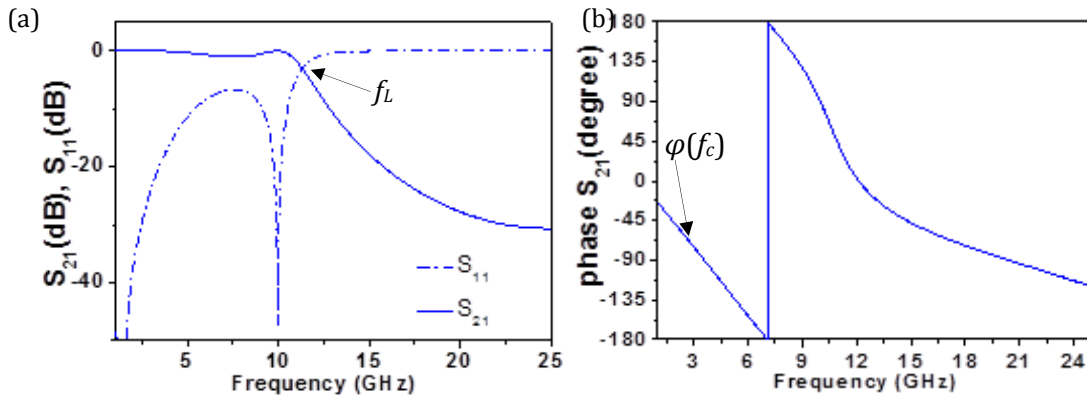 (a)
S21(dB), S11(dB)
0
-20
-40
fL
S11
S21
5 10 15 20 25
Frequency (GHz)
(b)
phase S21(degree)
180
135
90
45
0
-45
-90
-135
-180
φ(fc)
3 6 9 12 15 18 21 24
Frequency (GHz)